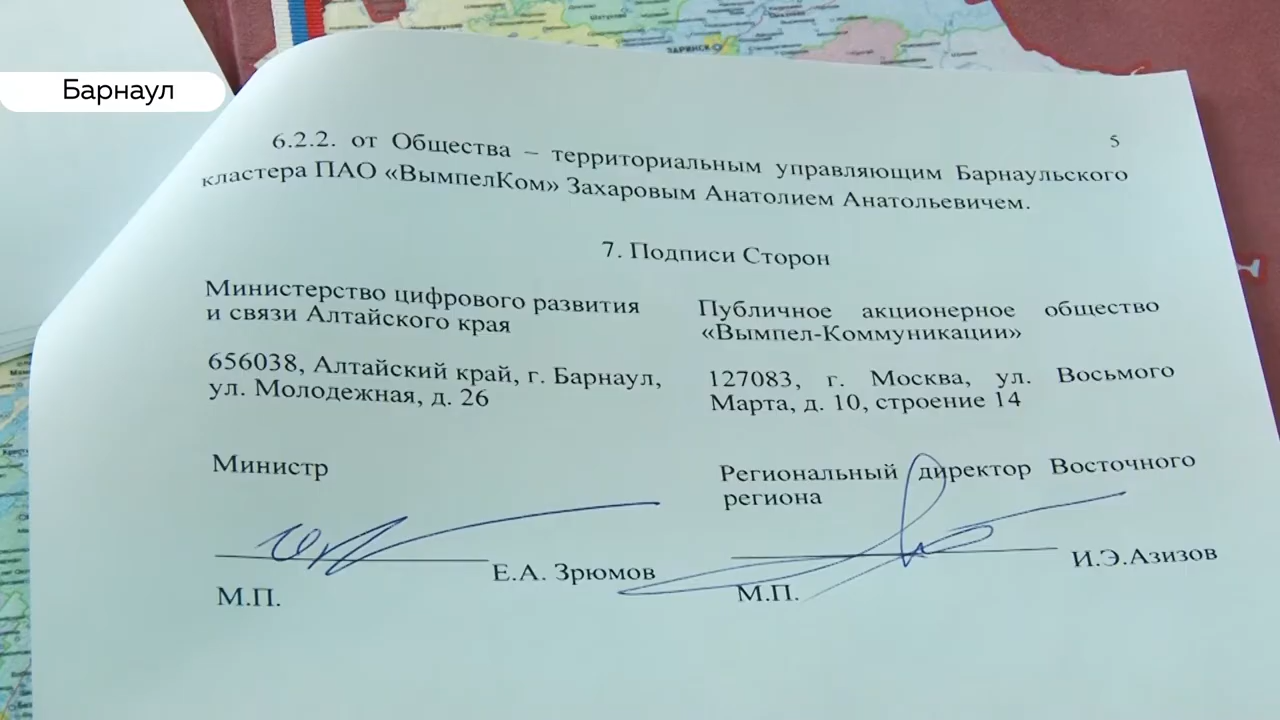 ЗАРИНСК
Барнаул
5
6.2.2. от Общества – территориальным управляющим Барнаульского
кластера ПАО «ВымпелКом» Захаровым Анатолием Анатольевичем.
7. Подписи Сторон
Министерство цифрового развития
и связи Алтайского края
656038, Алтайский край, г. Барнаул,
ул. Молодежная, д. 26
Министр
Е.А. Зрюмов
М.П.
Публичное акционерное общество
«Вымпел-Коммуникации»
127083, г. Москва, ул. Восьмого
Марта, д. 10, строение 14
Региональный директор Восточного
региона
И.Э.Азизов
М.П.